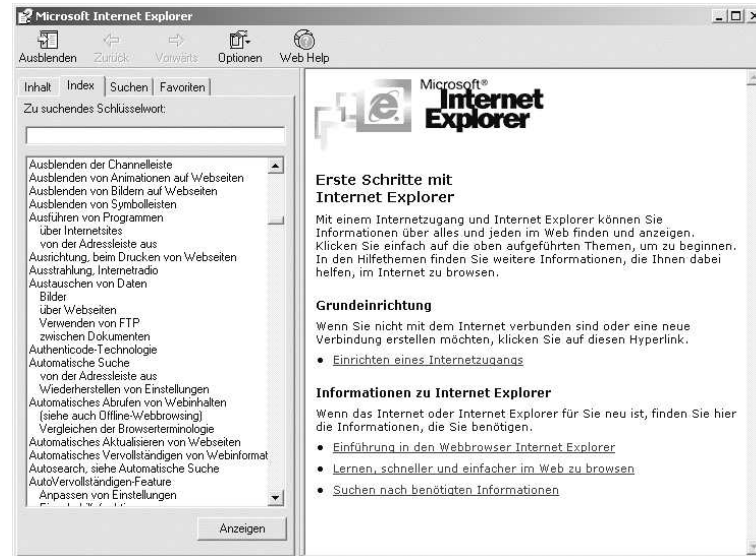 Microsoft Internet Explorer
Ausblenden Zurück Vorwärts Optionen Web Help
Inhalt Index Suchen Favoriten
Zu suchendes Schlüsselwort:
Ausblenden der Channelleiste
Ausblenden von Animationen auf Webseiten
Ausblenden von Bildern auf Webseiten
Ausblenden von Symbolleisten
Ausführen von Programmen
über Internetsites
von der Adressleiste aus
Ausrichtung, beim Drucken von Webseiten
Ausstrahlung, Internetradio
Austauschen von Daten
Bilder
über Webseiten
Verwenden von FTP
zwischen Dokumenten
Authenticode-Technologie
Automatische Suche
von der Adressleiste aus
Wiederherstellen von Einstellungen
Automatisches Abrufen von Webinhalten
(siehe auch Offline-Webbrowsing)
Vergleichen der Browserterminologie
Automatisches Aktualisieren von Webseiten
Automatisches Vervollständigen von Webinformat
Autosearch, siehe Automatische Suche
AutoVervollständigen-Feature
Anpassen von Einstellungen
Anzeigen
Microsoft®
Internet
Explorer
Erste Schritte mit
Internet Explorer
Mit einem Internetzugang und Internet Explorer können Sie
Informationen über alles und jeden im Web finden und anzeigen.
Klicken Sie einfach auf die oben aufgeführten Themen, um zu beginnen.
In den Hilfethemen finden Sie weitere Informationen, die Ihnen dabei
helfen, im Internet zu browsen.
Grundeinrichtung
Wenn Sie nicht mit dem Internet verbunden sind oder eine neue
Verbindung erstellen möchten, klicken Sie auf diesen Hyperlink.
• Einrichten eines Internetzugangs
Informationen zu Internet Explorer
Wenn das Internet oder Internet Explorer für Sie neu ist, finden Sie hier
die Informationen, die Sie benötigen.
• Einführung in den Webbrowser Internet Explorer
• Lernen, schneller und einfacher im Web zu browsen
• Suchen nach benötigten Informationen